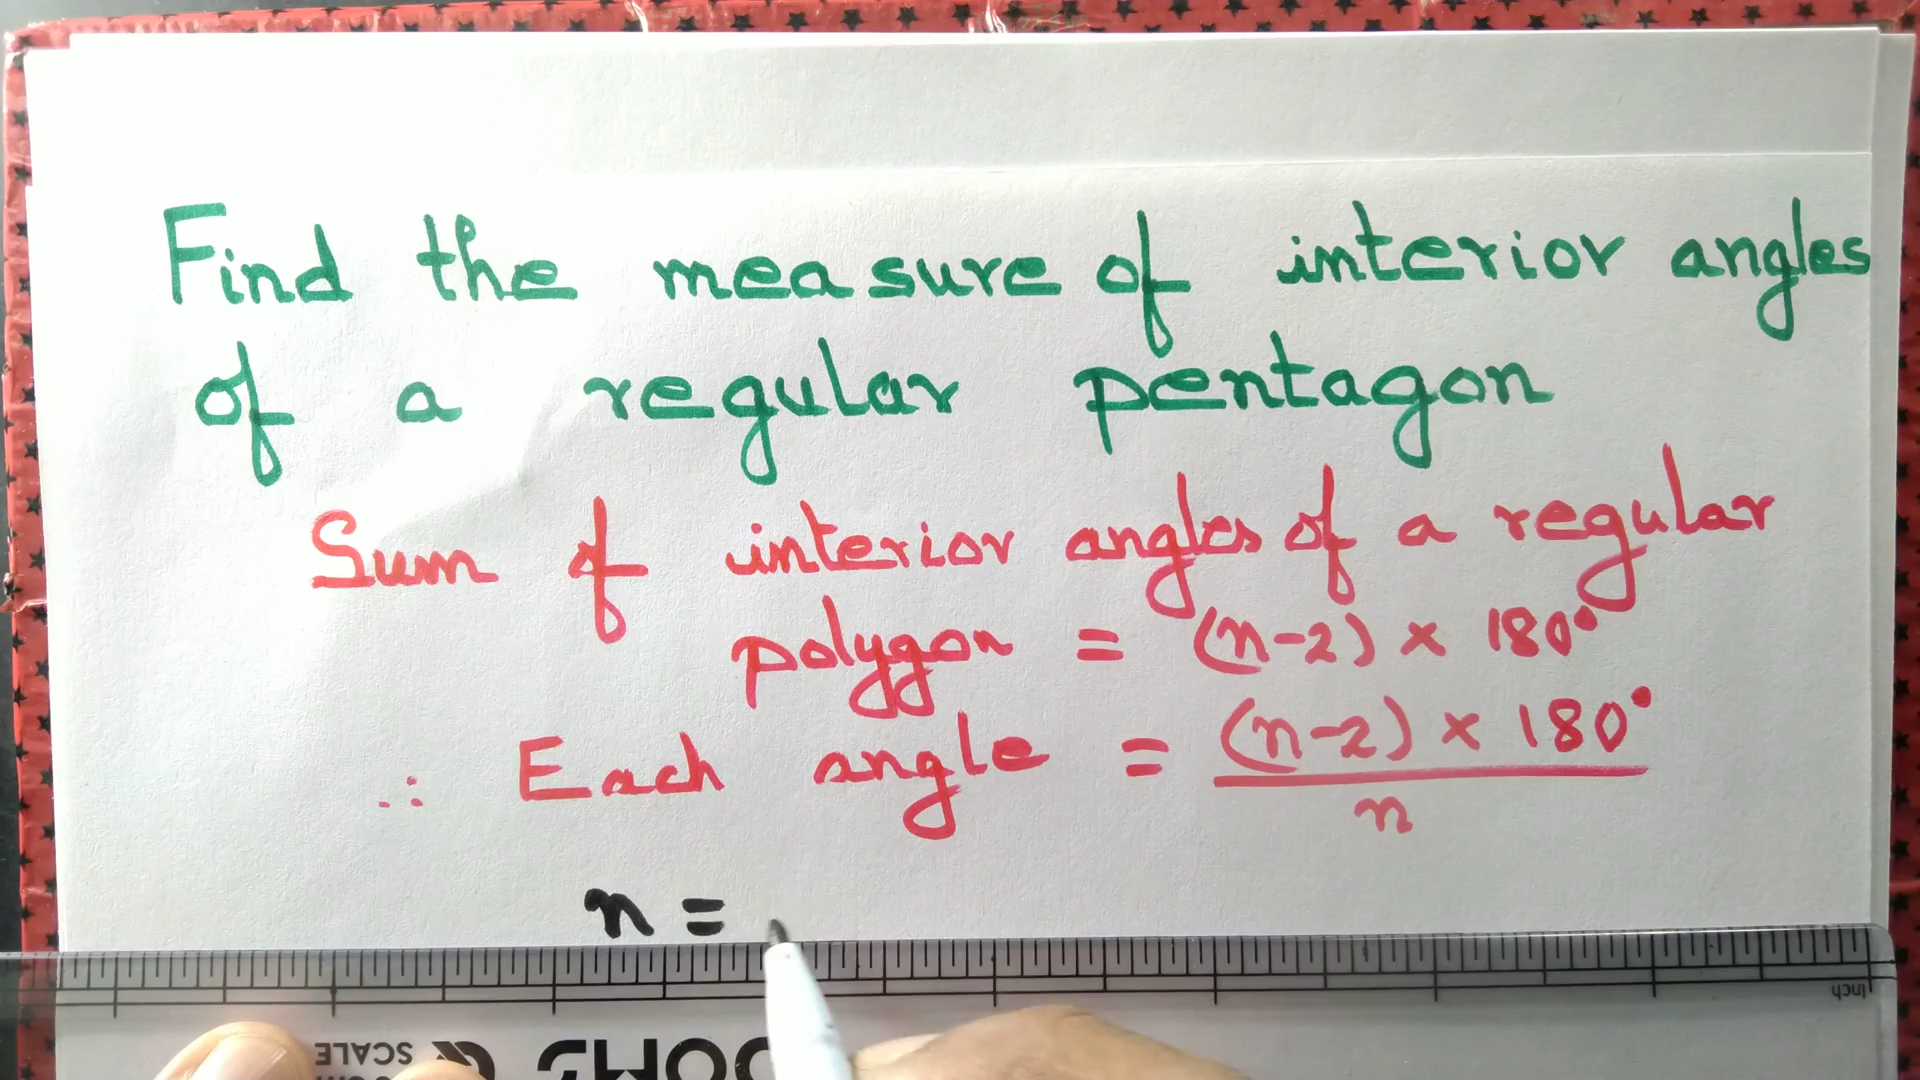 Find the measure of interior angles
of a regular pentagon
Sum of interior angles of a regular
polygon = (n-2) × 180°
∴ Each angle = (n-2) × 180°
n
n =
Inch
SCALE